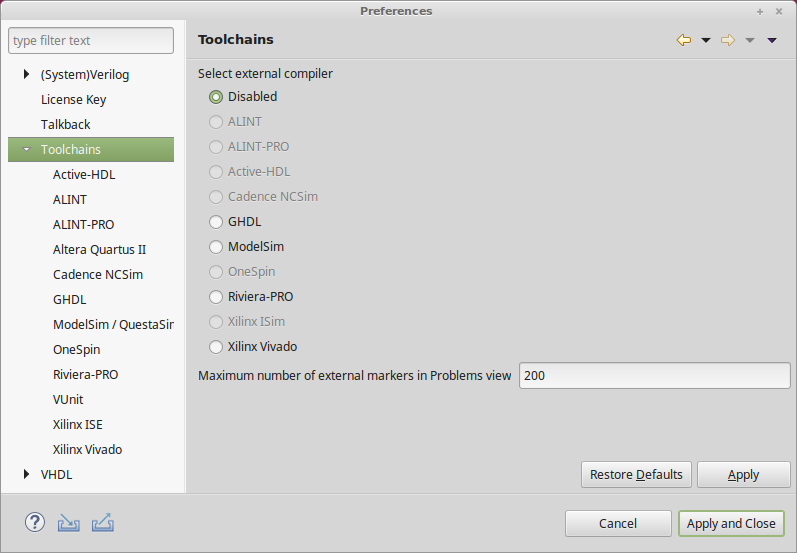 Preferences
type filter text
(System)Verilog
License Key
Talkback
Toolchains
Active-HDL
ALINT
ALINT-PRO
Altera Quartus II
Cadence NCSim
GHDL
ModelSim / QuestaSir
OneSpin
Riviera-PRO
VUnit
Xilinx ISE
Xilinx Vivado
VHDL
Toolchains
Select external compiler
Disabled
ALINT
ALINT-PRO
Active-HDL
Cadence NCSim
GHDL
ModelSim
OneSpin
Riviera-PRO
Xilinx ISim
Xilinx Vivado
Maximum number of external markers in Problems view 200
Restore Defaults Apply
? Cancel Apply and Close